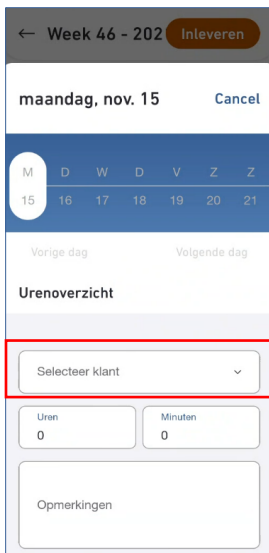 ← Week 46 - 202 Inleveren
maandag, nov. 15 Cancel
M D W D V Z Z
15 16 17 18 19 20 21
Vorige dag Volgende dag
Urenoverzicht
Selecteer klant
Uren Minuten
0 0
Opmerkingen